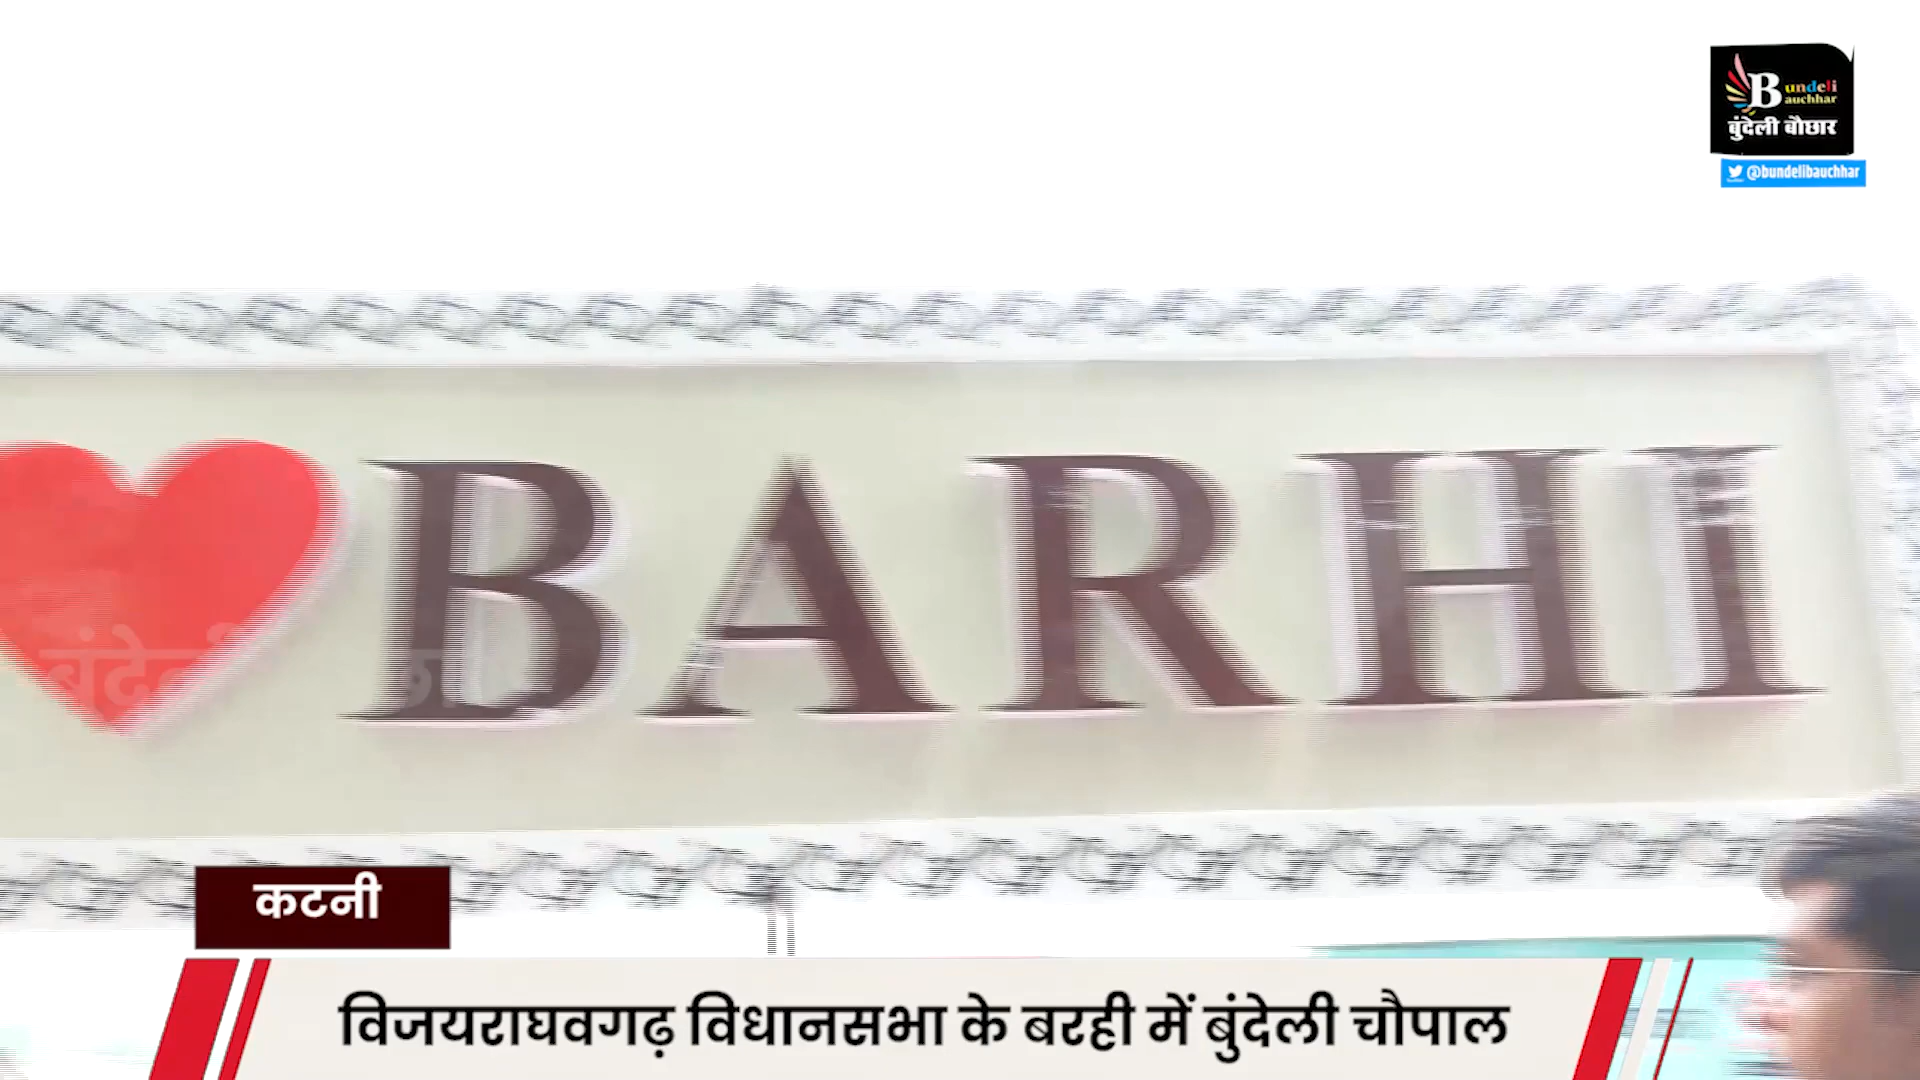 Bundeli
Bauchhar
बुंदेली बौछार
@bundelibauchhar
BARHI
बुंदेली
कटनी
विजयराघवगढ़ विधानसभा के बरही में बुंदेली चौपाल